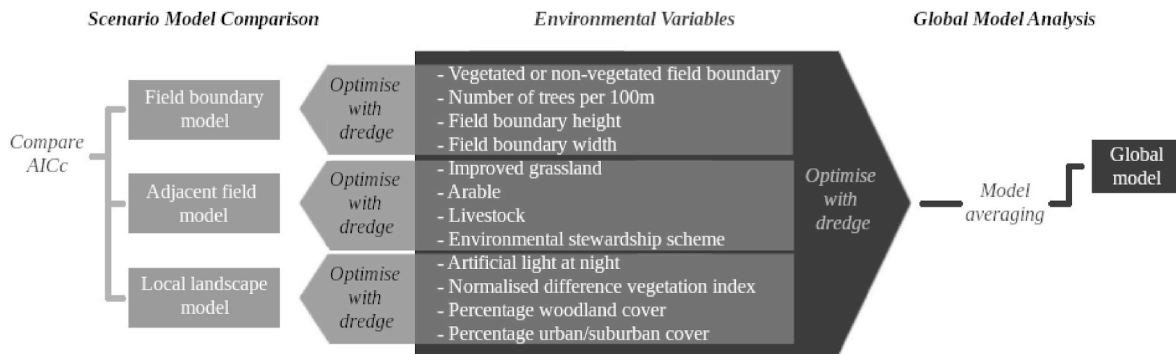 Scenario Model Comparison
Environmental Variables
Global Model Analysis
Compare
AICc
Field boundary
model
Adjacent field
model
Local landscape
model
Optimise
with
dredge
Optimise
with
dredge
Optimise
with
dredge
- Vegetated or non-vegetated field boundary
- Number of trees per 100m
- Field boundary height
- Field boundary width
- Improved grassland
- Arable
- Livestock
- Environmental stewardship scheme
- Artificial light at night
- Normalised difference vegetation index
- Percentage woodland cover
- Percentage urban/suburban cover
Optimise
with
dredge
Model
averaging
Global
model